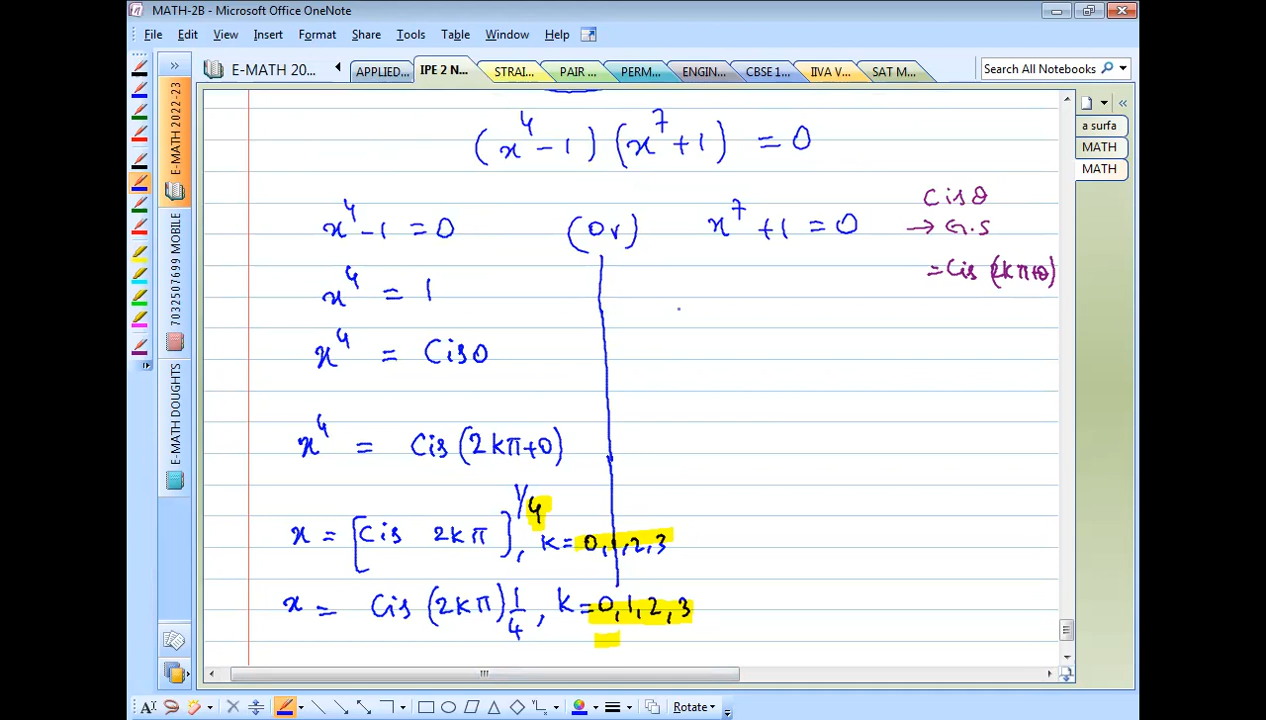 MATH-2B - Microsoft Office OneNote
File Edit View Insert Format Share Tools Table Window Help
E-MATH 20... APPLIED... IPE 2 N... STRAI... PAIR ... PERM... ENGIN... CBSE 1... IIVA V... SAT M... Search All Notebooks
E-MATH 2022-23
7032507699 MOBILE
E-MATH DOUGHTS
a surfa
MATH
MATH
(x⁴-1) (x⁷+1) = 0
x⁴-1 = 0 (Or) x⁷+1 = 0
Cisθ
→ G.S
= Cis (2kπ+θ)
x⁴ = 1
x⁴ = Cis0
x⁴ = Cis(2kπ+0)
x = [Cis 2kπ]^1/4, k= 0,1,2,3
x = Cis (2kπ) 1/4, k= 0,1,2,3
Rotate